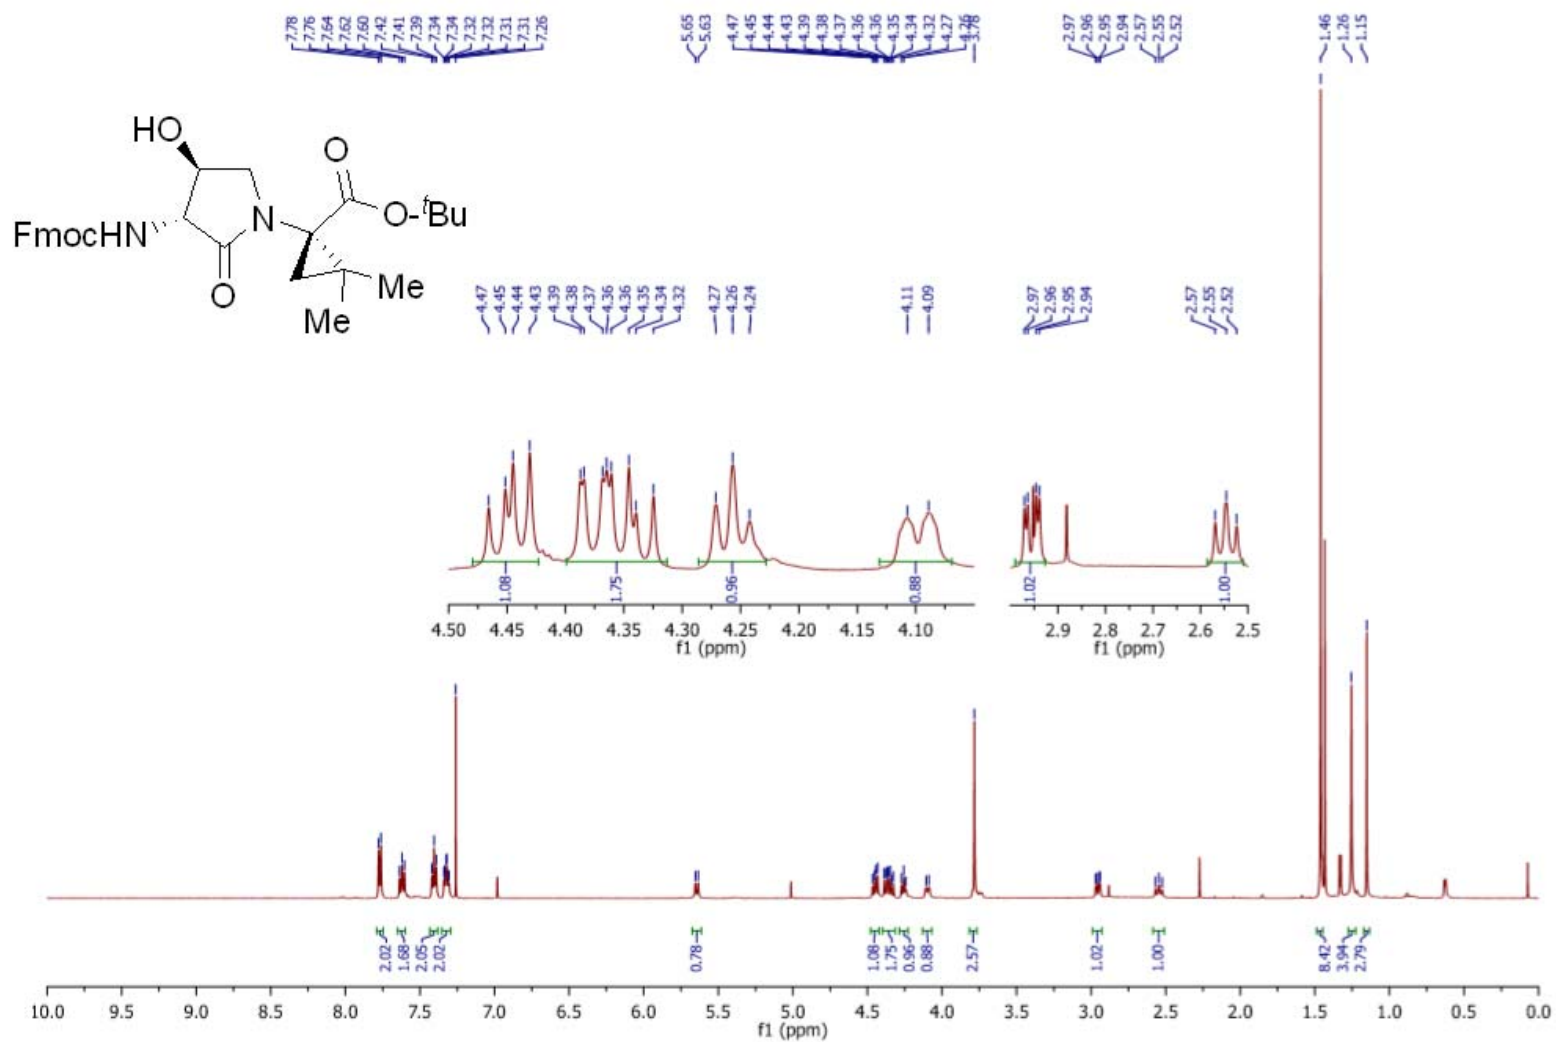 7.78 7.76 7.64 7.62 7.60 7.42 7.41 7.39 7.34 7.34 7.32 7.32 7.31 7.31 7.26 5.65 5.63 4.47 4.45 4.44 4.43 4.39 4.38 4.37 4.36 4.36 4.35 4.34 4.32 4.27 4.26 3.78 2.97 2.96 2.95 2.94 2.57 2.55 2.52 1.46 1.26 1.15
HO
O
N
O-ᵗBu
FmocHN
O
Me
Me
4.47 4.45 4.44 4.43 4.39 4.38 4.37 4.36 4.36 4.35 4.34 4.32 4.27 4.26 4.24 4.11 4.09 2.97 2.96 2.95 2.94 2.57 2.55 2.52
1.08 1.75 0.96 0.88 1.02 1.00
4.50 4.45 4.40 4.35 4.30 4.25 4.20 4.15 4.10 2.9 2.8 2.7 2.6 2.5
f1 (ppm) f1 (ppm)
2.02 1.68 2.05 2.02 0.78 1.08 1.75 0.96 0.88 2.57 1.02 1.00 8.42 3.94 2.79
10.0 9.5 9.0 8.5 8.0 7.5 7.0 6.5 6.0 5.5 5.0 4.5 4.0 3.5 3.0 2.5 2.0 1.5 1.0 0.5 0.0
f1 (ppm)